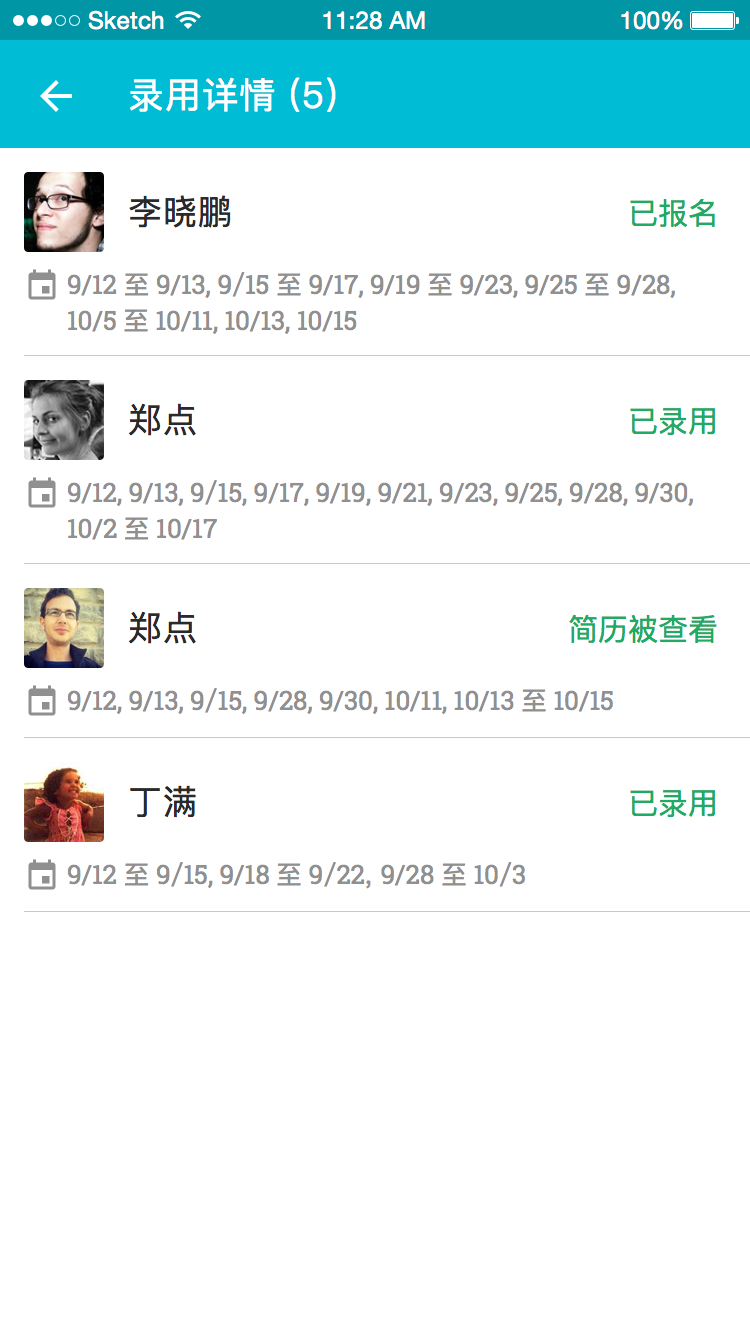 Sketch 11:28 AM 100%
录用详情 (5)
李晓鹏 已报名
9/12 至 9/13, 9/15 至 9/17, 9/19 至 9/23, 9/25 至 9/28,
10/5 至 10/11, 10/13, 10/15
郑点 已录用
9/12, 9/13, 9/15, 9/17, 9/19, 9/21, 9/23, 9/25, 9/28, 9/30,
10/2 至 10/17
郑点 简历被查看
9/12, 9/13, 9/15, 9/28, 9/30, 10/11, 10/13 至 10/15
丁满 已录用
9/12 至 9/15, 9/18 至 9/22, 9/28 至 10/3